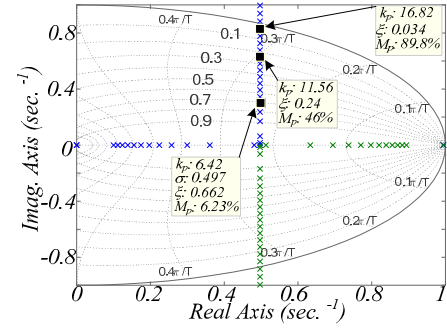 k_p: 16.82
ξ: 0.034
M_p: 89.8%
0.4π/T
0.3π/T
0.2π/T
0.1π/T
0.1
0.3
0.5
0.7
0.9
k_p: 11.56
ξ: 0.24
M_p: 46%
k_p: 6.42
σ: 0.497
ξ: 0.662
M_p: 6.23%
0.1π/T
0.2π/T
0.3π/T
0.4π/T
0.8
0.4
0
-0.4
-0.8
Imag. Axis (sec. -1)
0
0.2
0.4
0.6
0.8
1
Real Axis (sec. -1)